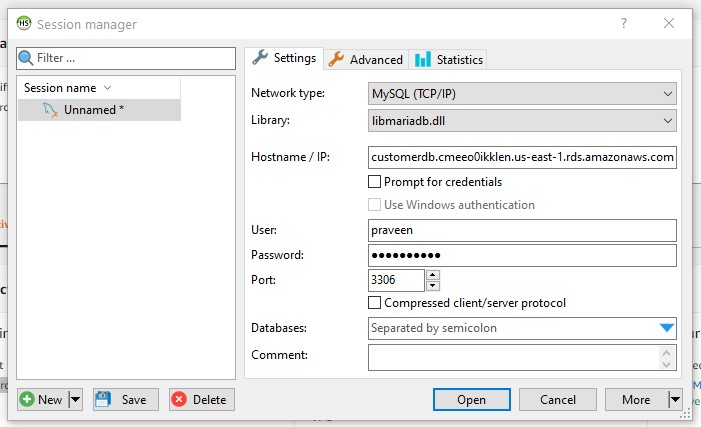 HS Session manager ?
Filter ...
Session name
Unnamed *
Settings Advanced Statistics
Network type: MySQL (TCP/IP)
Library: libmariadb.dll
Hostname / IP: customerdb.cmeeo0ikklen.us-east-1.rds.amazonaws.com
Prompt for credentials
Use Windows authentication
User: praveen
Password: ●●●●●●●●●●
Port: 3306
Compressed client/server protocol
Databases: Separated by semicolon
Comment:
New Save Delete Open Cancel More